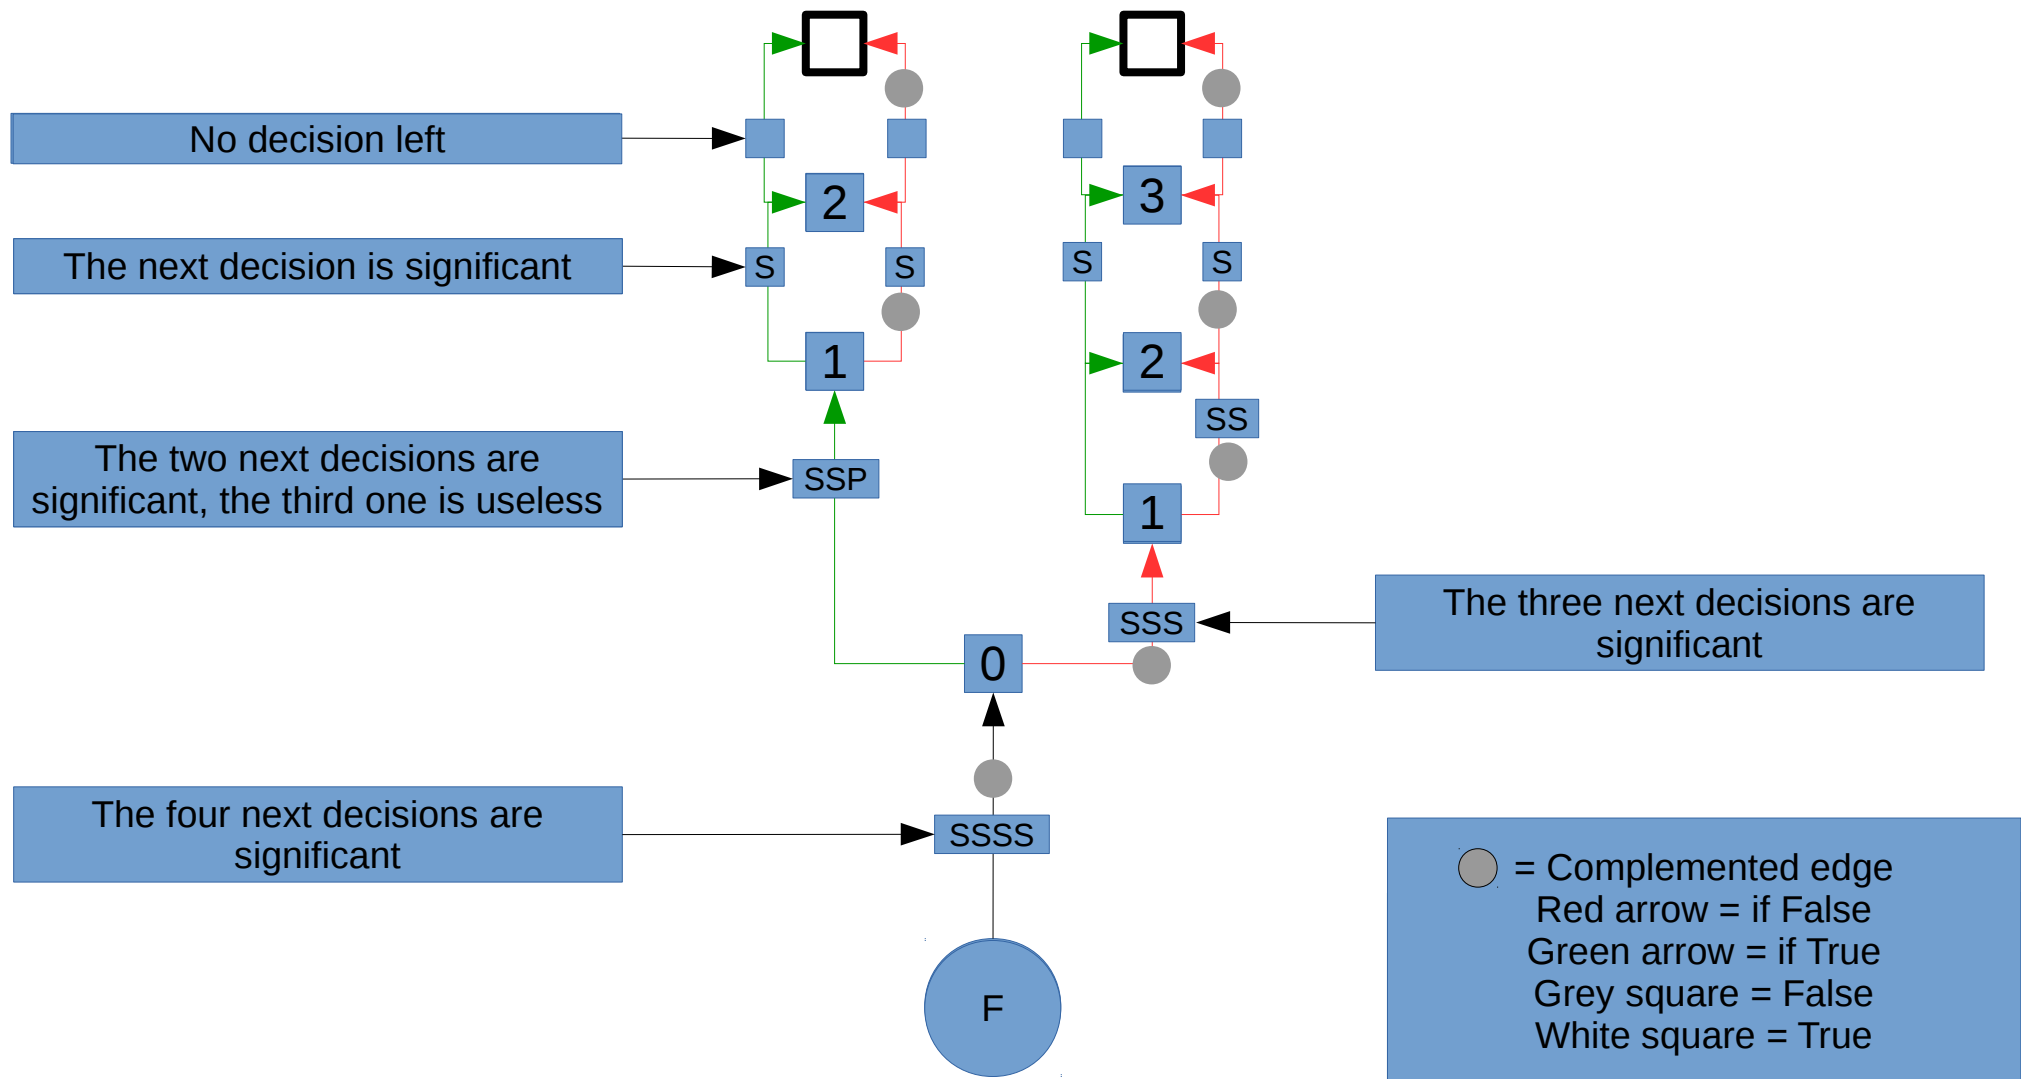 No decision left
2
3
The next decision is significant
S
S
S
S
1
2
The two next decisions are
significant, the third one is useless
SSP
SS
1
The three next decisions are
significant
SSS
0
The four next decisions are
significant
SSSS
F
= Complemented edge
Red arrow = if False
Green arrow = if True
Grey square = False
White square = True